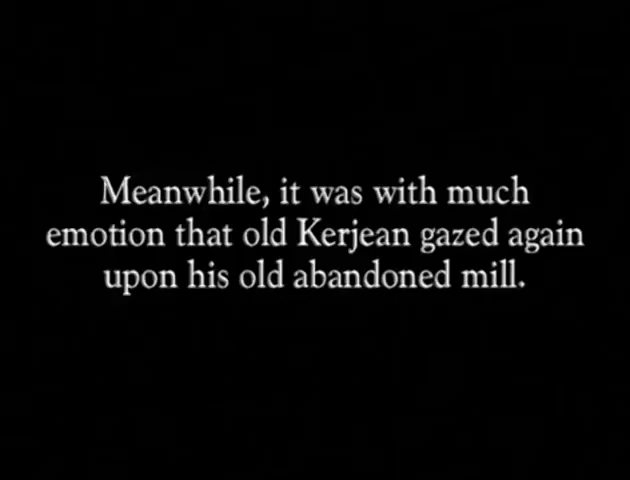 Meanwhile, it was with much
emotion that old Kerjean gazed again
upon his old abandoned mill.